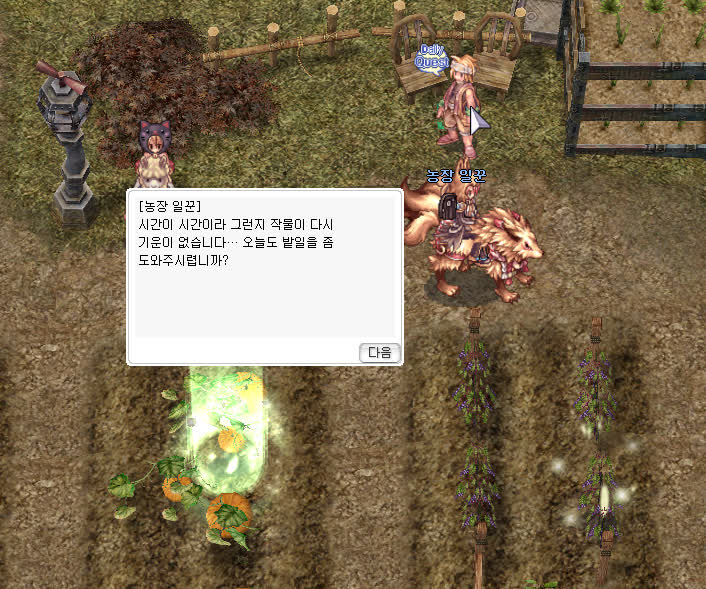 Daily
Quest
농장 일꾼
[농장 일꾼]
시간이 시간이라 그런지 작물이 다시
기운이 없습니다… 오늘도 밭일을 좀
도와주시렵니까?
다음